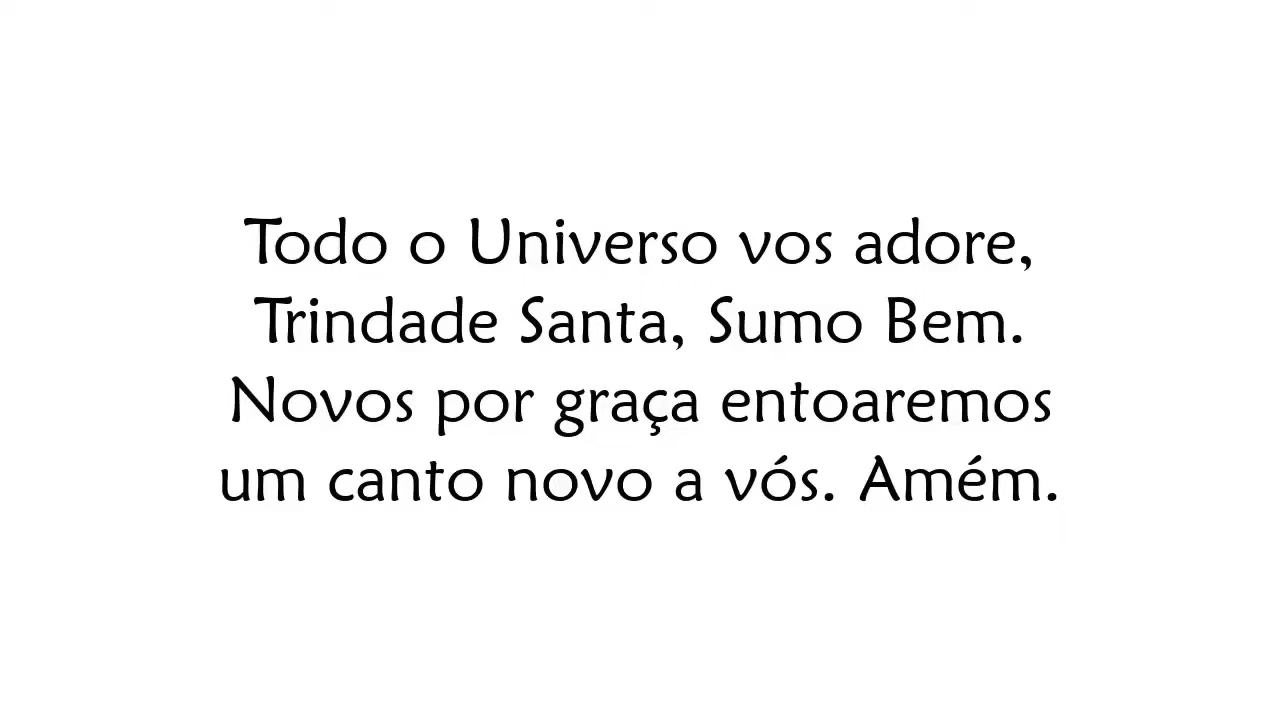 Todo o Universo vos adore,
Trindade Santa, Sumo Bem.
Novos por graça entoaremos
um canto novo a vós. Amém.